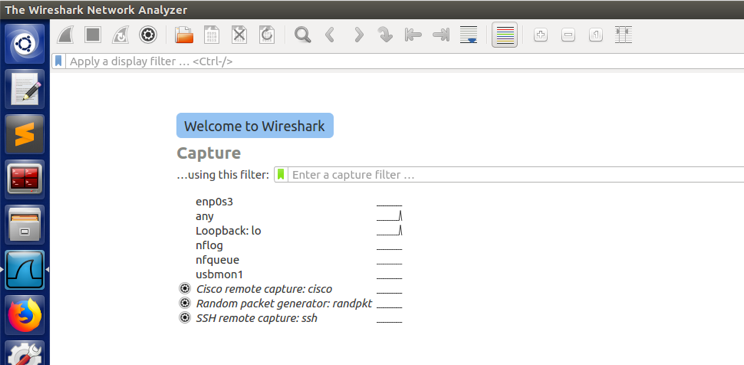 The Wireshark Network Analyzer
Apply a display filter … <Ctrl-/>
Welcome to Wireshark
Capture
…using this filter: Enter a capture filter …
enp0s3
any
Loopback: lo
nflog
nfqueue
usbmon1
Cisco remote capture: cisco
Random packet generator: randpkt
SSH remote capture: ssh